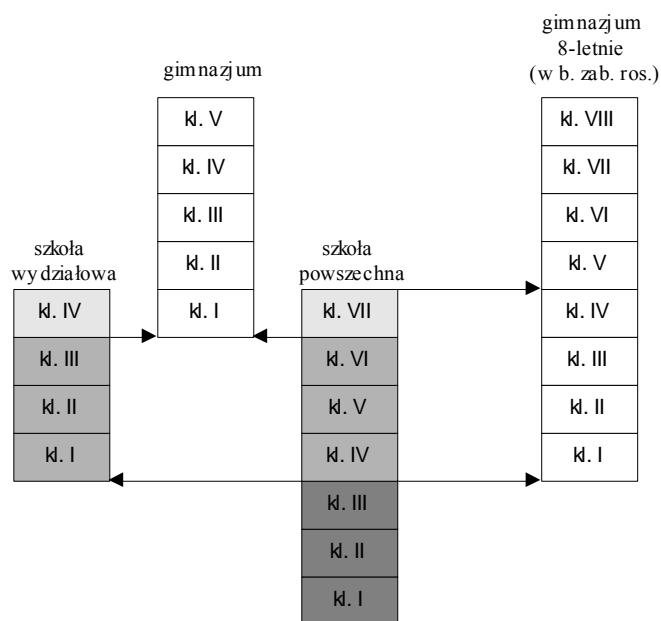 gimnazjum
kl. V
kl. IV
kl. III
kl. II
kl. I
szkoła
wydziałowa
kl. IV
kl. III
kl. II
kl. I
szkoła
powszechna
kl. VII
kl. VI
kl. V
kl. IV
kl. III
kl. II
kl. I
gimnazjum
8-letnie
(w b. zab. ros.)
kl. VIII
kl. VII
kl. VI
kl. V
kl. IV
kl. III
kl. II
kl. I